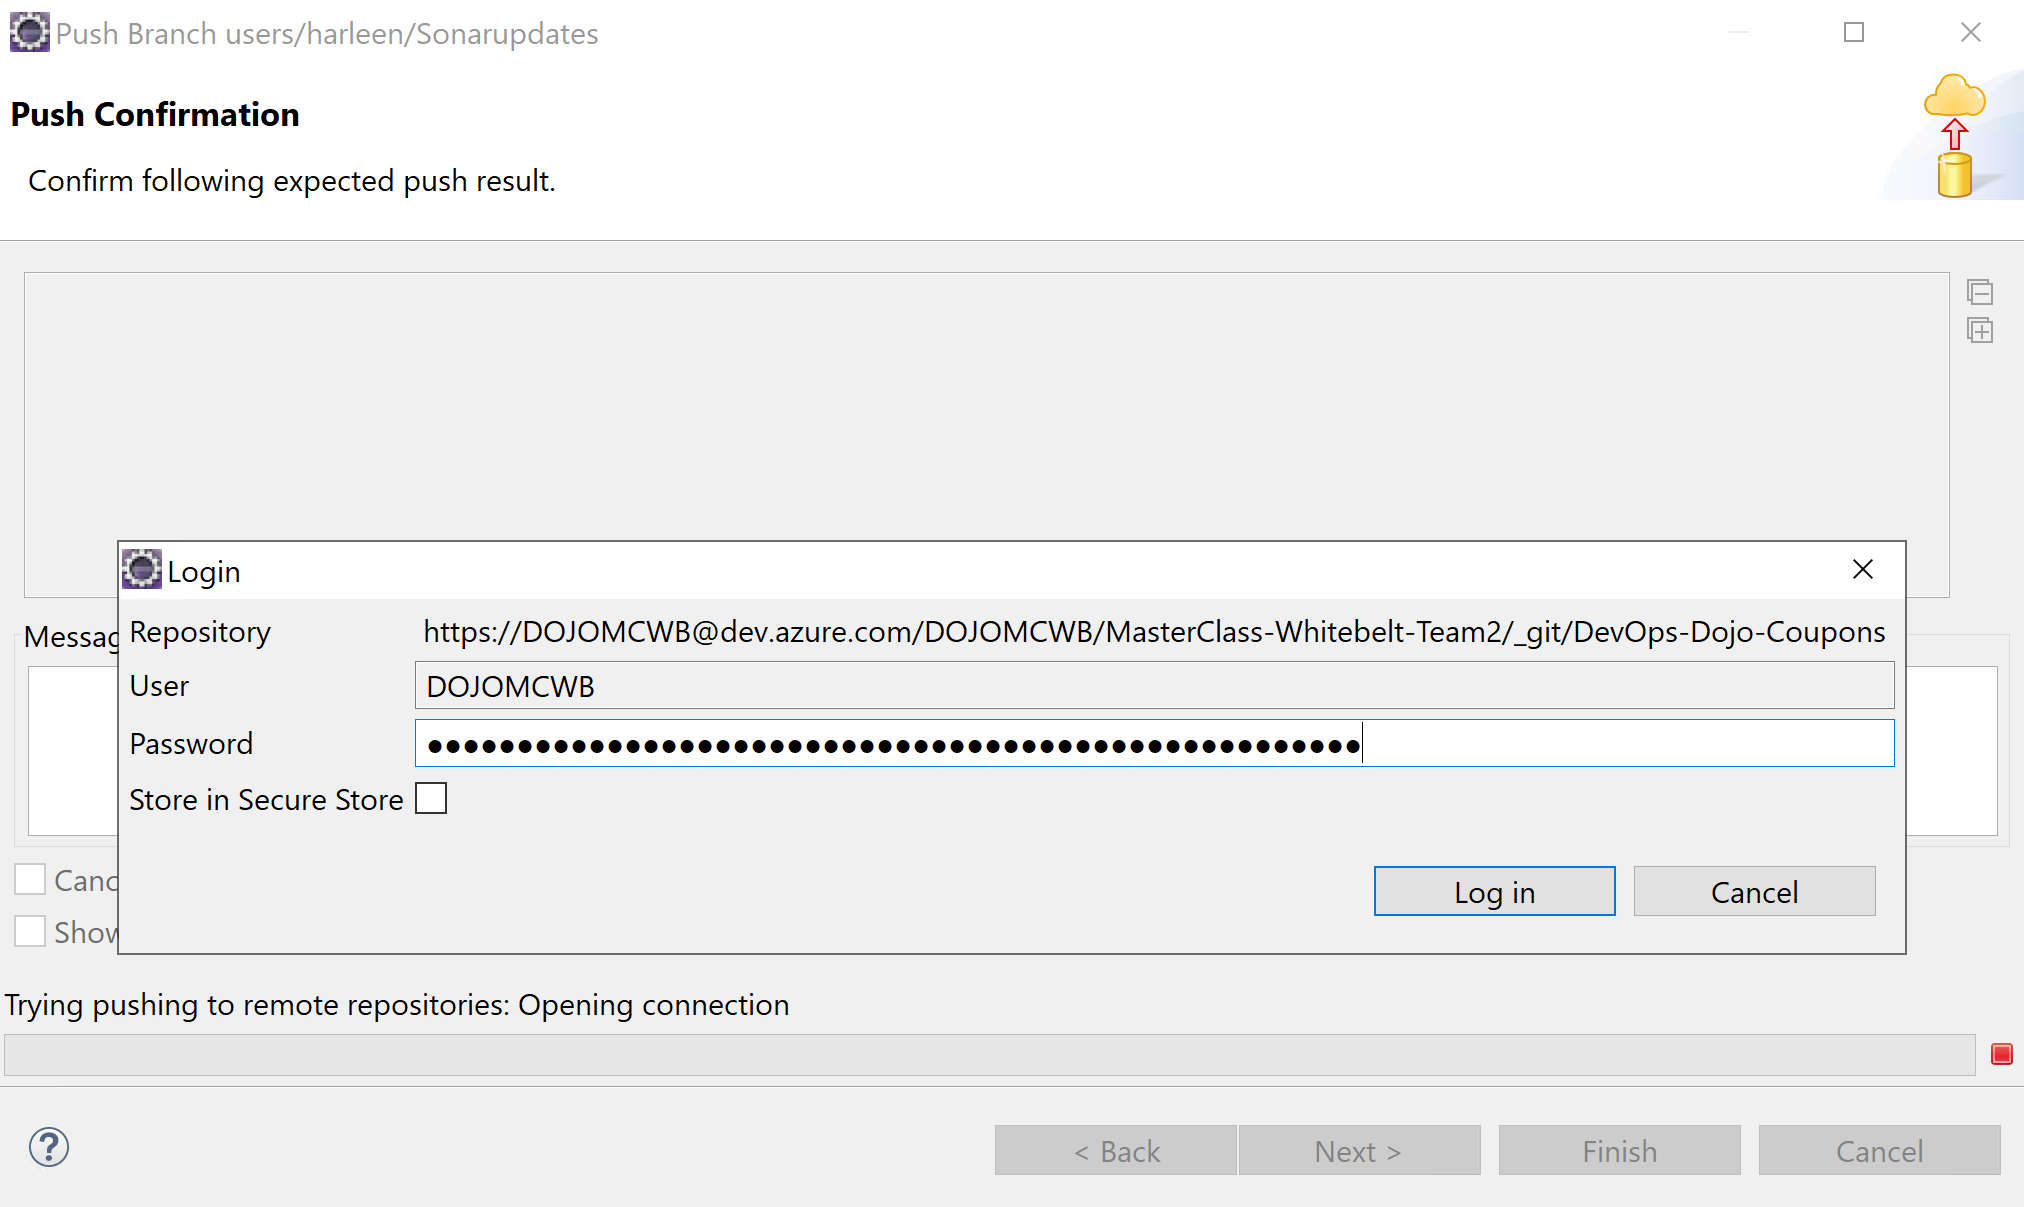 Push Branch users/harleen/Sonarupdates
Push Confirmation
Confirm following expected push result.
Login
Repository https://DOJOMCWB@dev.azure.com/DOJOMCWB/MasterClass-Whitebelt-Team2/_git/DevOps-Dojo-Coupons
Messag
User DOJOMCWB
Password ●●●●●●●●●●●●●●●●●●●●●●●●●●●●●●●●●●●●●●●●●●●●●●●●●●●●
Store in Secure Store
Canc
Log in Cancel
Show
Trying pushing to remote repositories: Opening connection
? < Back Next > Finish Cancel